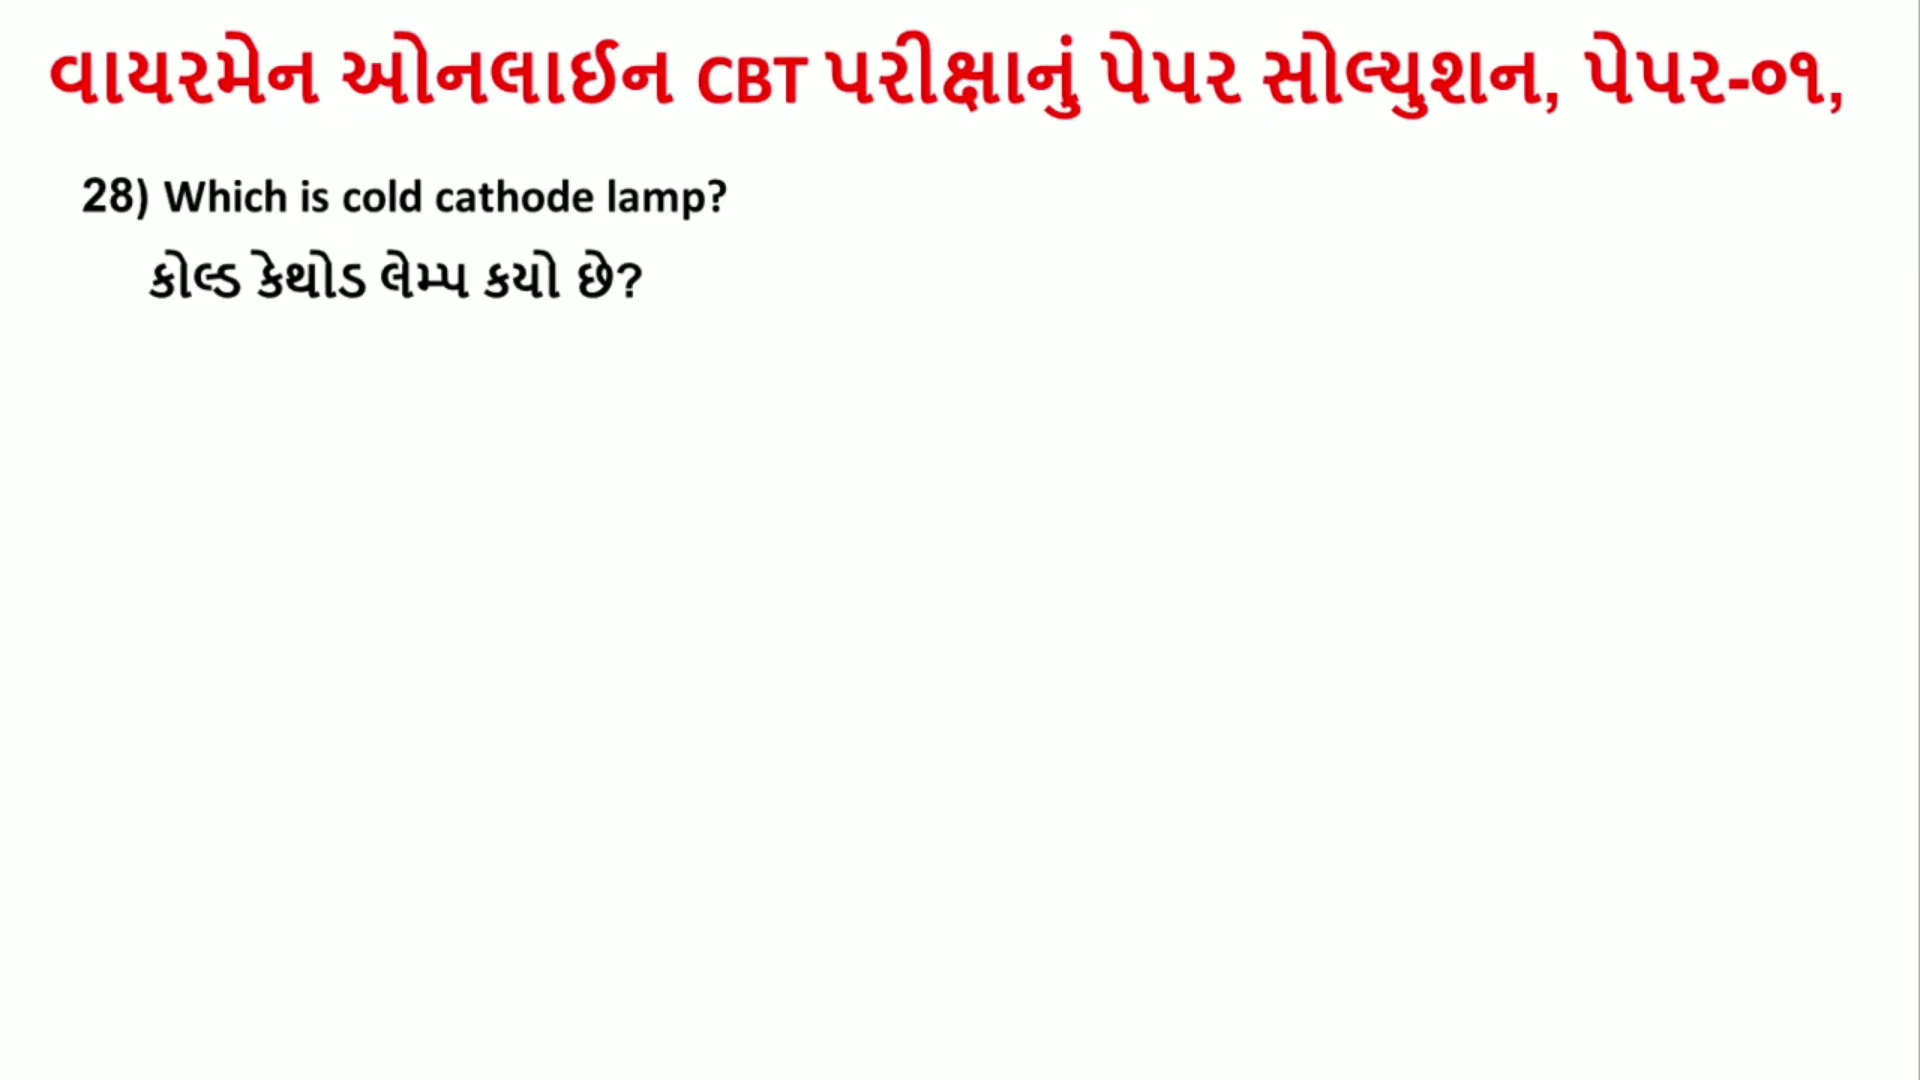 વાયરમેન ઓનલાઈન CBT પરીક્ષાનું પેપર સોલ્યુશન, પેપર-૦૧,
28) Which is cold cathode lamp?
કોલ્ડ કેથોડ લેમ્પ કયો છે?